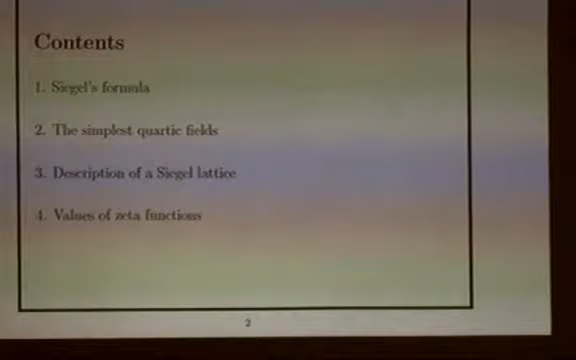 Contents
1. Siegel's formula
2. The simplest quartic fields
3. Description of a Siegel lattice
4. Values of zeta functions
2